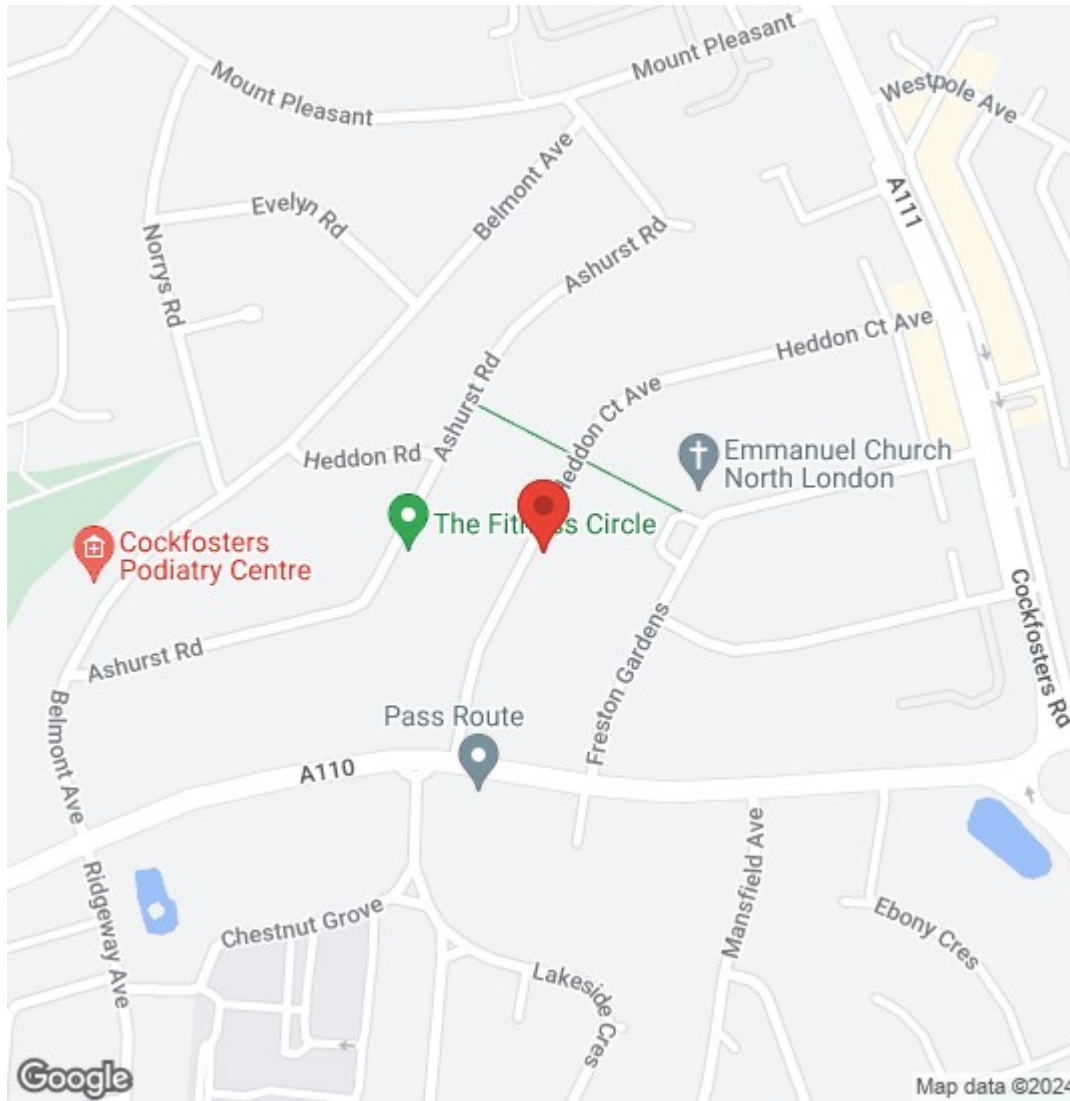 Mount Pleasant
Mount Pleasant
Westpole Ave
Evelyn Rd
Belmont Ave
A111
Norrys Rd
Ashurst Rd
Heddon Ct Ave
Ashurst Rd
Heddon Ct Ave
Heddon Rd
Emmanuel Church
North London
The Fitness Circle
Cockfosters
Podiatry Centre
Cockfosters Rd
Ashurst Rd
Freston Gardens
Belmont Ave
Pass Route
A110
Mansfield Ave
Ridgeway Ave
Chestnut Grove
Ebony Cres
Lakeside Cres
Google
Map data ©2024